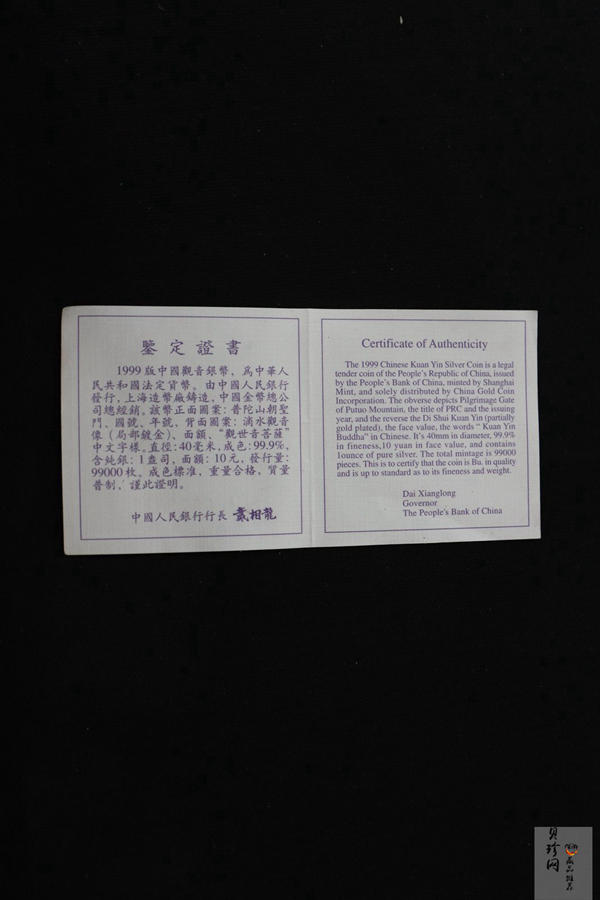 鑒定證書
1999版中國觀音銀幣，為中華人
民共和國法定貨幣，由中國人民銀行
發行，上海造幣廠鑄造，中國金幣總公
司總經銷，該幣正面圖案：普陀山朝聖
門、國號、年號，背面圖案：滴水觀音
像（局部鍍金）、面額、“觀世音菩薩”
中文字樣。直徑：40毫米，成色：99.9%，
含純銀：1盎司，面額：10元，發行量：
99000枚，成色標准，重量合格，質量
普制，謹此證明。
中國人民銀行行長 戴相龍
Certificate of Authenticity
The 1999 Chinese Kuan Yin Silver Coin is a legal
tender coin of the People's Republic of China, issued
by the People's Bank of China, minted by Shanghai
Mint, and solely distributed by China Gold Coin
Incorporation. The obverse depicts Pilgrimage Gate
of Putuo Mountain, the title of PRC and the issuing
year, and the reverse the Di Shui Kuan Yin (partially
gold plated), the face value, the words “ Kuan Yin
Buddha” in Chinese. It's 40mm in diameter, 99.9%
in fineness,10 yuan in face value, and contains
1ounce of pure silver. The total mintage is 99000
pieces. This is to certify that the coin is Bu. in quality
and is up to standard as to its fineness and weight.
Dai Xianglong
Governor
The People's Bank of China
貝珍网
藏品推荐